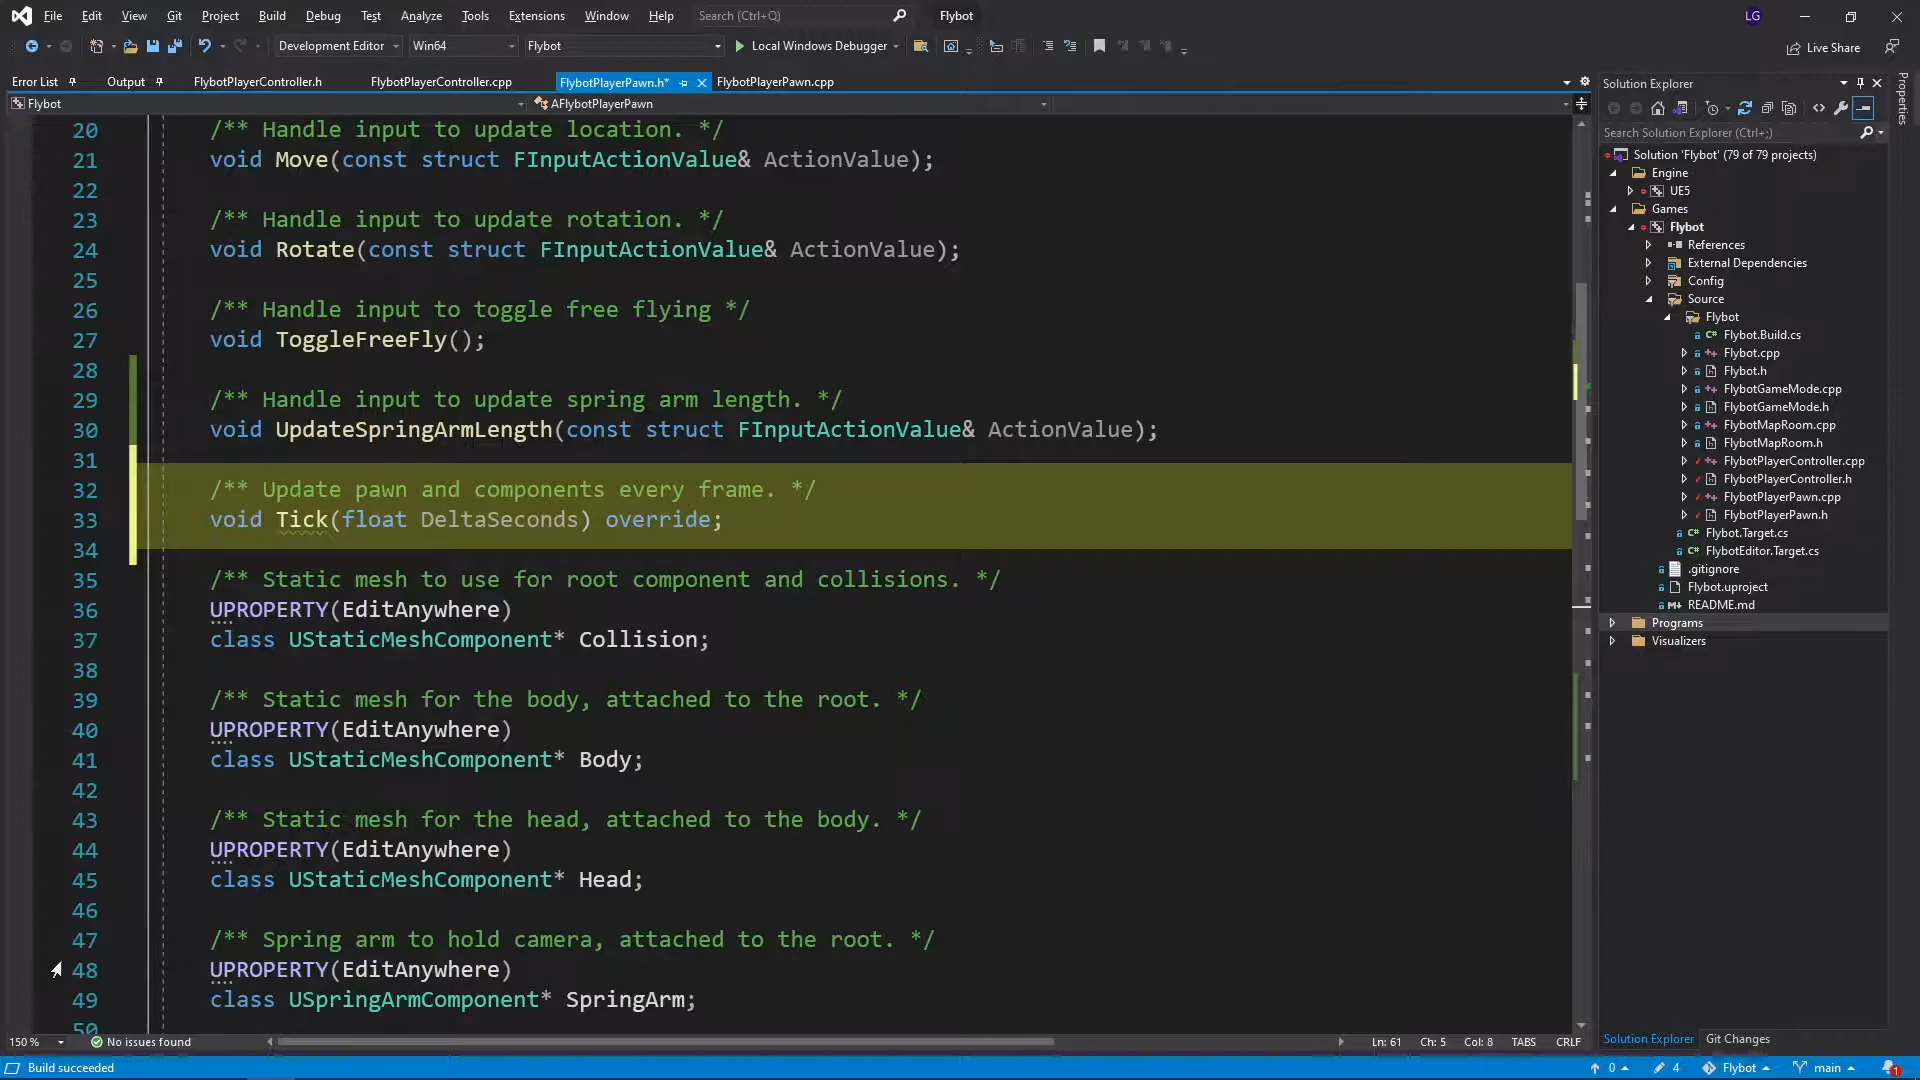 File Edit View Git Project Build Debug Test Analyze Tools Extensions Window Help Search (Ctrl+Q) Flybot LG
Development Editor Win64 Flybot Local Windows Debugger Live Share
Error List Output FlybotPlayerController.h FlybotPlayerController.cpp FlybotPlayerPawn.h* FlybotPlayerPawn.cpp
Flybot AFlybotPlayerPawn
20 /** Handle input to update location. */
21 void Move(const struct FInputActionValue& ActionValue);
22
23 /** Handle input to update rotation. */
24 void Rotate(const struct FInputActionValue& ActionValue);
25
26 /** Handle input to toggle free flying */
27 void ToggleFreeFly();
28
29 /** Handle input to update spring arm length. */
30 void UpdateSpringArmLength(const struct FInputActionValue& ActionValue);
31
32 /** Update pawn and components every frame. */
33 void Tick(float DeltaSeconds) override;
34
35 /** Static mesh to use for root component and collisions. */
36 UPROPERTY(EditAnywhere)
37 class UStaticMeshComponent* Collision;
38
39 /** Static mesh for the body, attached to the root. */
40 UPROPERTY(EditAnywhere)
41 class UStaticMeshComponent* Body;
42
43 /** Static mesh for the head, attached to the body. */
44 UPROPERTY(EditAnywhere)
45 class UStaticMeshComponent* Head;
46
47 /** Spring arm to hold camera, attached to the root. */
48 UPROPERTY(EditAnywhere)
49 class USpringArmComponent* SpringArm;
50
150 % No issues found Ln: 61 Ch: 5 Col: 8 TABS CRLF
Solution Explorer
Search Solution Explorer (Ctrl+;)
Solution 'Flybot' (79 of 79 projects)
Engine
UE5
Games
Flybot
References
External Dependencies
Config
Source
Flybot
Flybot.Build.cs
Flybot.cpp
Flybot.h
FlybotGameMode.cpp
FlybotGameMode.h
FlybotMapRoom.cpp
FlybotMapRoom.h
FlybotPlayerController.cpp
FlybotPlayerController.h
FlybotPlayerPawn.cpp
FlybotPlayerPawn.h
Flybot.Target.cs
FlybotEditor.Target.cs
.gitignore
Flybot.uproject
README.md
Programs
Visualizers
Solution Explorer Git Changes
Properties
Build succeeded 0 4 Flybot main 1